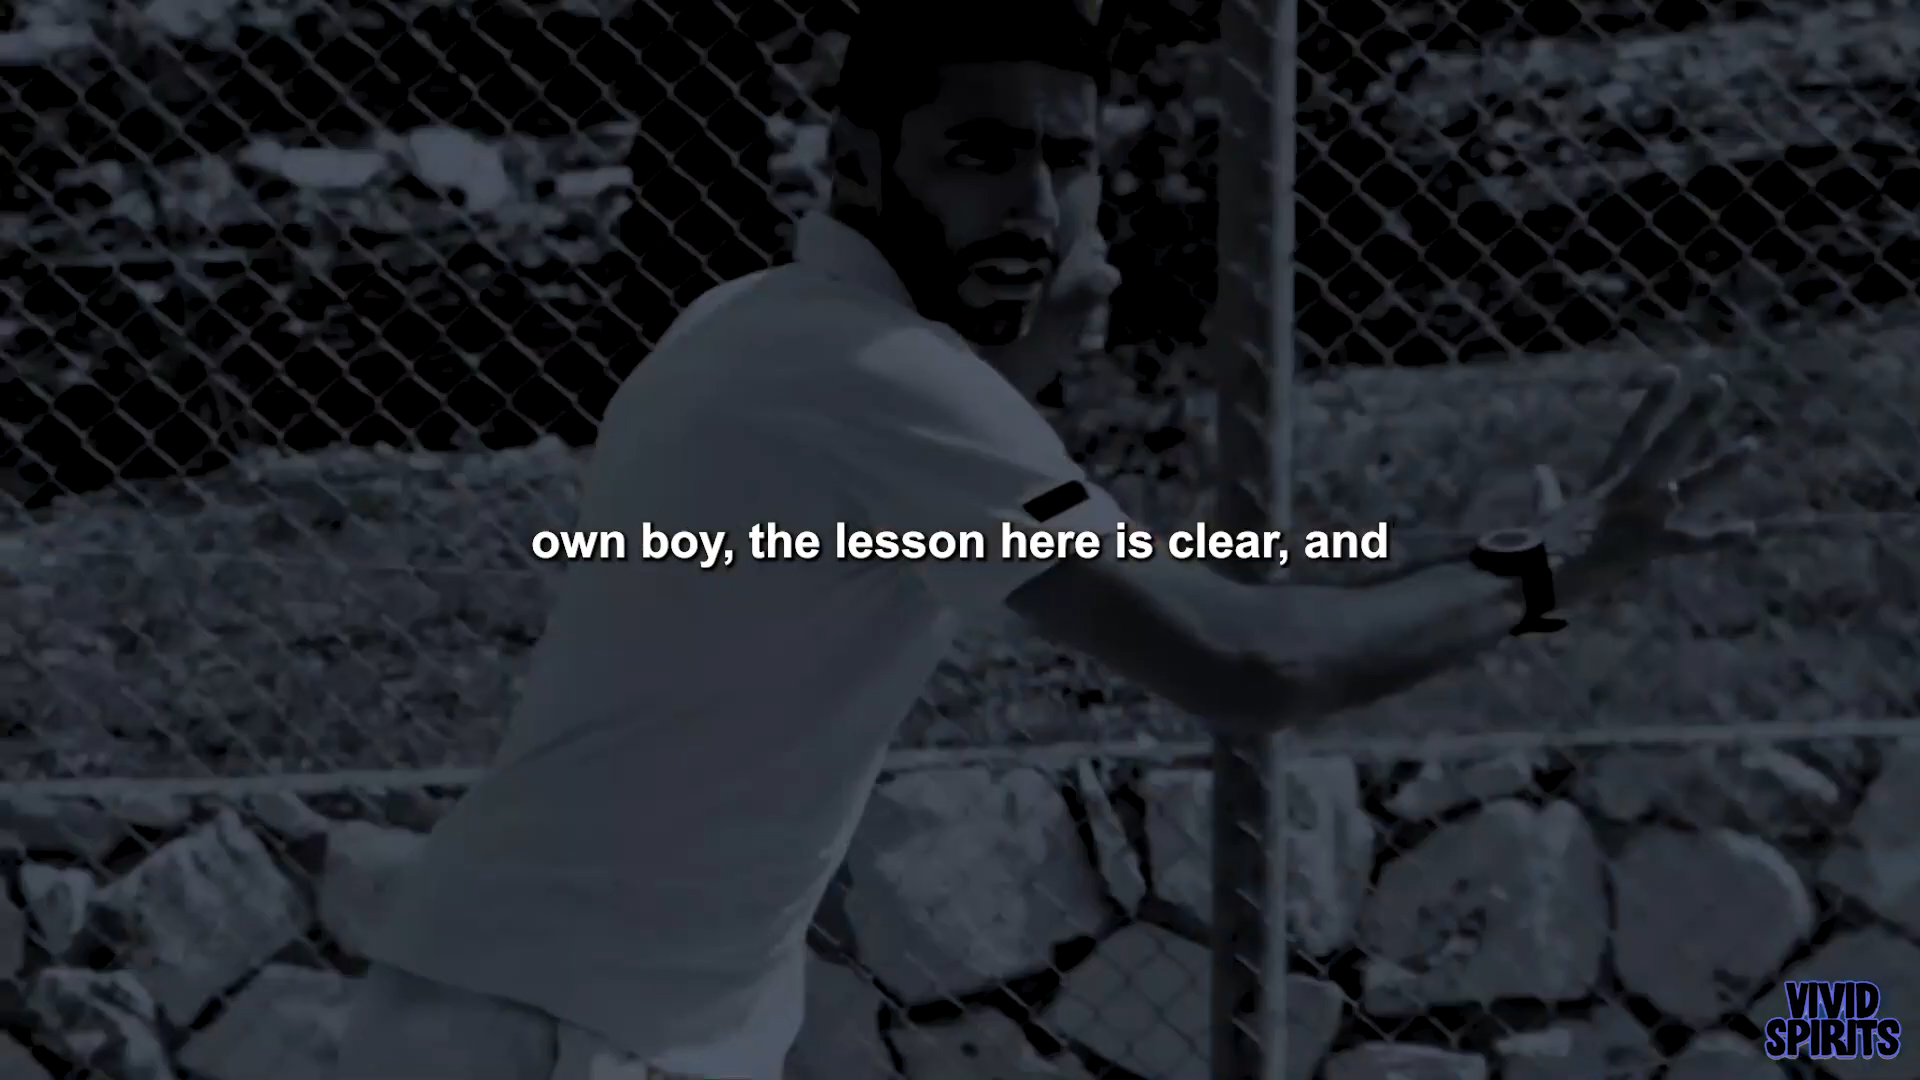 own boy, the lesson here is clear, and
VIVID
SPIRITS